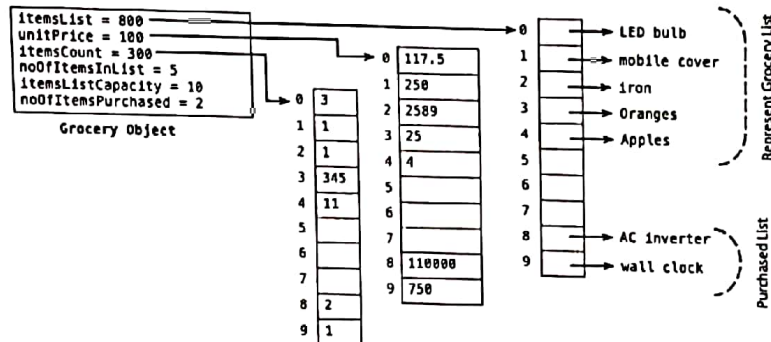 itemsList = 800
unitPrice = 100
itemsCount = 300
noOfItemsInList = 5
itemsListCapacity = 10
noOfItemsPurchased = 2
Grocery Object
0 3
1 1
2 1
3 345
4 11
5
6
7
8 2
9 1
0 117.5
1 250
2 2589
3 25
4 4
5
6
7
8 110000
9 750
0 LED bulb
1 mobile cover
2 iron
3 Oranges
4 Apples
5
6
7
8 AC inverter
9 wall clock
Represent Grocery List
Purchased List